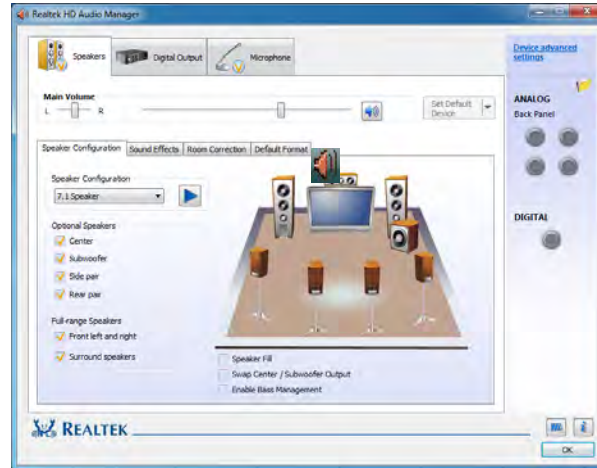 Realtek HD Audio Manager
Speakers
Digital Output
Microphone
Device advanced settings
Main Volume
L
R
Set Default Device
ANALOG
Back Panel
Speaker Configuration
Sound Effects
Room Correction
Default Format
Speaker Configuration
7.1 Speaker
Optional Speakers
Center
Subwoofer
Side pair
Rear pair
DIGITAL
Full-range Speakers
Front left and right
Surround speakers
Speaker Fill
Swap Center / Subwoofer Output
Enable Bass Management
REALTEK
OK